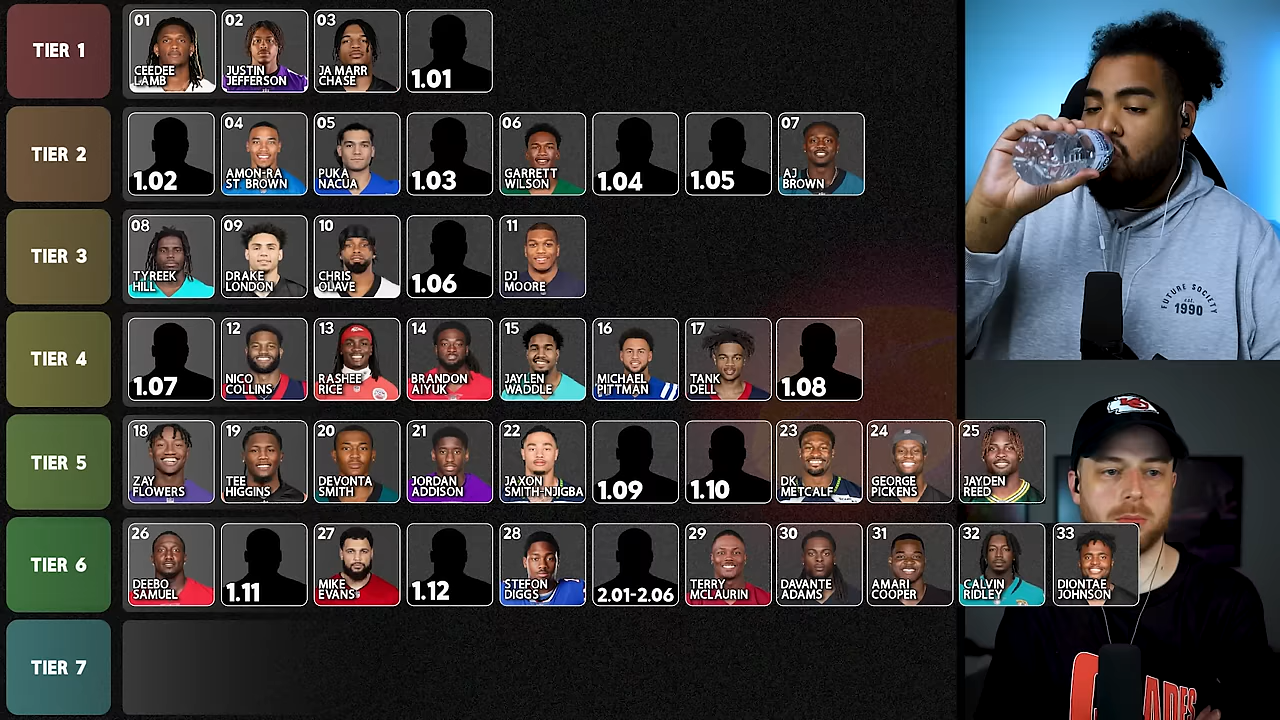 TIER 1
01
CEEDEE
LAMB
02
JUSTIN
JEFFERSON
03
JA MARR
CHASE
1.01
TIER 2
1.02
04
AMON-RA
ST BROWN
05
PUKA
NACUA
1.03
06
GARRETT
WILSON
1.04
1.05
07
AJ
BROWN
TIER 3
08
TYREEK
HILL
09
DRAKE
LONDON
10
CHRIS
OLAVE
1.06
11
DJ
MOORE
TIER 4
1.07
12
NICO
COLLINS
13
RASHEE
RICE
14
BRANDON
AIYUK
15
JAYLEN
WADDLE
16
MICHAEL
PITTMAN
17
TANK
DELL
1.08
TIER 5
18
ZAY
FLOWERS
19
TEE
HIGGINS
20
DEVONTA
SMITH
21
JORDAN
ADDISON
22
JAXON
SMITH-NJIGBA
1.09
1.10
23
DK
METCALF
24
GEORGE
PICKENS
25
JAYDEN
REED
TIER 6
26
DEEBO
SAMUEL
1.11
27
MIKE
EVANS
1.12
28
STEFON
DIGGS
2.01-2.06
29
TERRY
MCLAURIN
30
DAVANTE
ADAMS
31
AMARI
COOPER
32
CALVIN
RIDLEY
33
DIONTAE
JOHNSON
TIER 7
FUTURE SOCIETY
est.
1990
KC